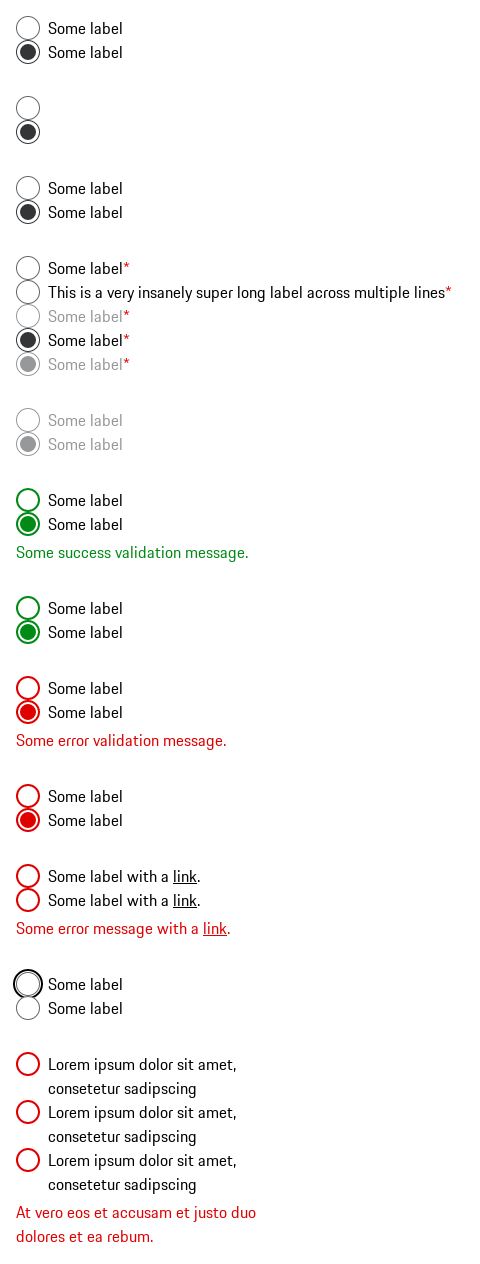 Some label
Some label
Some label
Some label
Some label*
This is a very insanely super long label across multiple lines*
Some label*
Some label*
Some label*
Some label
Some label
Some label
Some label
Some success validation message.
Some label
Some label
Some label
Some label
Some error validation message.
Some label
Some label
Some label with a link.
Some label with a link.
Some error message with a link.
Some label
Some label
Lorem ipsum dolor sit amet,
consetetur sadipscing
Lorem ipsum dolor sit amet,
consetetur sadipscing
Lorem ipsum dolor sit amet,
consetetur sadipscing
At vero eos et accusam et justo duo
dolores et ea rebum.